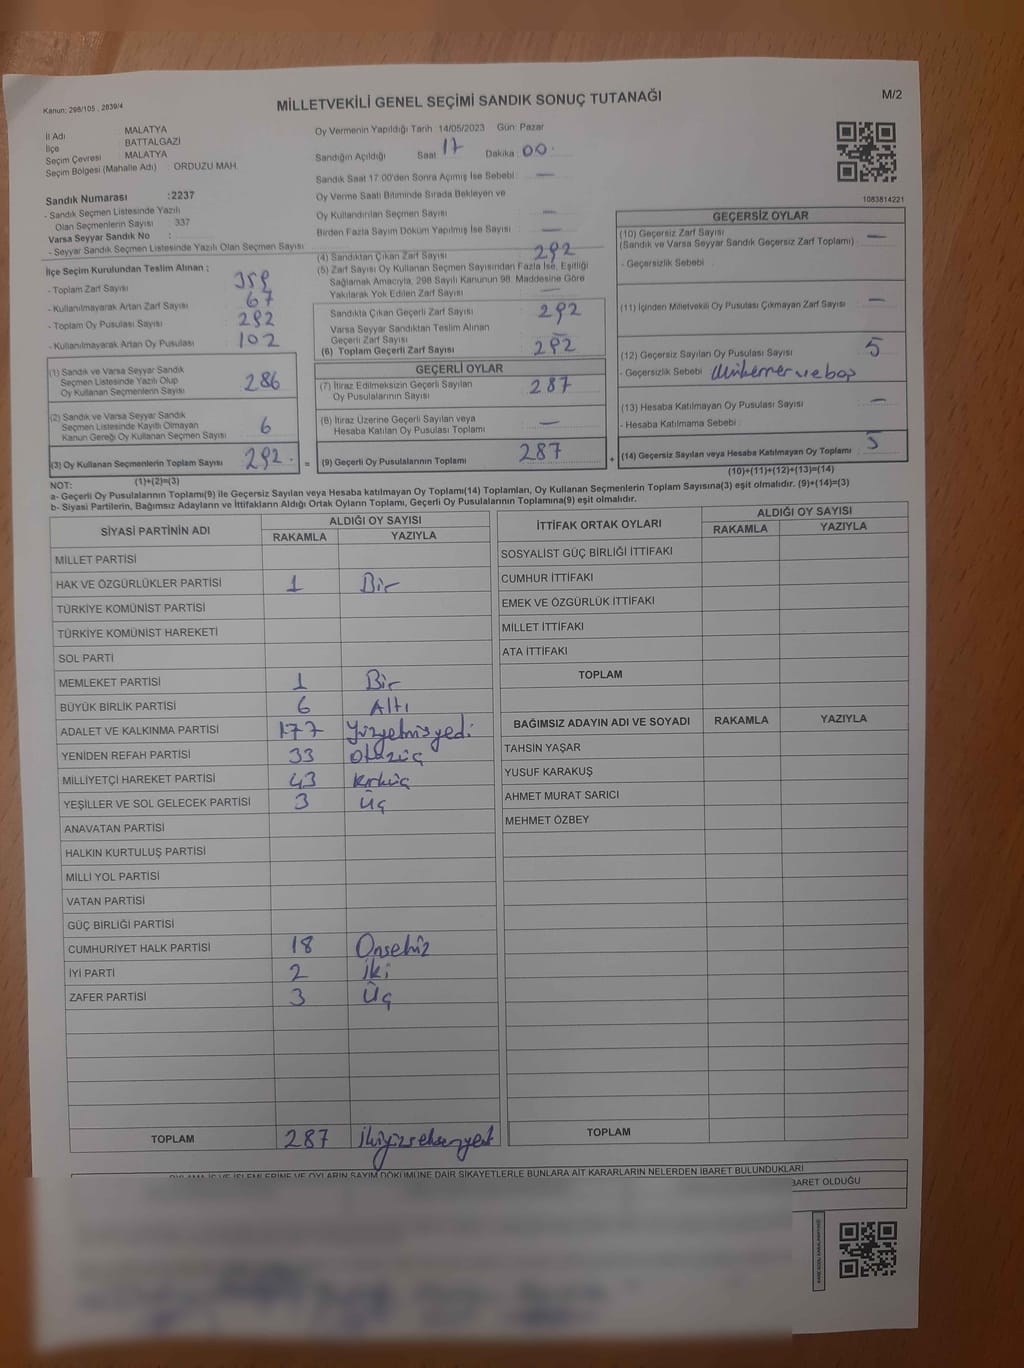 Kanun: 298/105 , 2839/4
MİLLETVEKİLİ GENEL SEÇİMİ SANDIK SONUÇ TUTANAĞI
M/2
İl Adı : MALATYA
İlçe : BATTALGAZİ
Seçim Çevresi : MALATYA
Seçim Bölgesi (Mahalle Adı) : ORDUZU MAH.
Sandık Numarası :2237
- Sandık Seçmen Listesinde Yazılı
Olan Seçmenlerin Sayısı : 337
Varsa Seyyar Sandık No :
- Seyyar Sandık Seçmen Listesinde Yazılı Olan Seçmen Sayısı
Oy Vermenin Yapıldığı Tarih 14/05/2023 Gün: Pazar
Sandığın Açıldığı Saat 17 Dakika 00
Sandık Saat 17:00'den Sonra Açımış İse Sebebi : —
Oy Verme Saati Bitiminde Sırada Bekleyen ve
Oy Kullandırılan Seçmen Sayısı —
Birden Fazla Sayım Döküm Yapılmış İse Sayısı —
1083814221
İlçe Seçim Kurulundan Teslim Alınan :
- Toplam Zarf Sayısı 359
- Kullanılmayarak Artan Zarf Sayısı 67
- Toplam Oy Pusulası Sayısı 292
- Kullanılmayarak Artan Oy Pusulası 102
(1) Sandık ve Varsa Seyyar Sandık
Seçmen Listesinde Yazılı Olup
Oy Kullanan Seçmenlerin Sayısı 286
(2) Sandık ve Varsa Seyyar Sandık
Seçmen Listesinde Kayıtlı Olmayan
Kanun Gereği Oy Kullanan Seçmen Sayısı 6
(3) Oy Kullanan Seçmenlerin Toplam Sayısı 292
(1)+(2)=(3)
(4) Sandıktan Çıkan Zarf Sayısı 292
(5) Zarf Sayısı Oy Kullanan Seçmen Sayısından Fazla İse, Eşitliği
Sağlamak Amacıyla, 298 Sayılı Kanunun 98. Maddesine Göre
Yakılarak Yok Edilen Zarf Sayısı —
Sandıkta Çıkan Geçerli Zarf Sayısı 292
Varsa Seyyar Sandıktan Teslim Alınan
Geçerli Zarf Sayısı —
(6) Toplam Geçerli Zarf Sayısı 292
GEÇERLİ OYLAR
(7) İtiraz Edilmeksizin Geçerli Sayılan
Oy Pusulalarının Sayısı 287
(8) İtiraz Üzerine Geçerli Sayılan veya
Hesaba Katılan Oy Pusulası Toplamı —
= (9) Geçerli Oy Pusulalarının Toplamı 287
GEÇERSİZ OYLAR
(10) Geçersiz Zarf Sayısı —
(Sandık ve Varsa Seyyar Sandık Geçersiz Zarf Toplamı)
- Geçersizlik Sebebi
(11) İçinden Milletvekili Oy Pusulası Çıkmayan Zarf Sayısı —
(12) Geçersiz Sayılan Oy Pusulası Sayısı 5
- Geçersizlik Sebebi
(13) Hesaba Katılmayan Oy Pusulası Sayısı —
- Hesaba Katılmama Sebebi
+ (14) Geçersiz Sayılan veya Hesaba Katılmayan Oy Toplamı 5
(10)+(11)+(12)+(13)=(14)
NOT:
a- Geçerli Oy Pusulalarının Toplamı(9) ile Geçersiz Sayılan veya Hesaba katılmayan Oy Toplamı(14) Toplamları, Oy Kullanan Seçmenlerin Toplam Sayısına(3) eşit olmalıdır. (9)+(14)=(3)
b- Siyasi Partilerin, Bağımsız Adayların ve İttifakların Aldığı Ortak Oyların Toplamı, Geçerli Oy Pusulalarının Toplamına(9) eşit olmalıdır.
SİYASİ PARTİNİN ADI ALDIĞI OY SAYISI
RAKAMLA YAZIYLA
MİLLET PARTİSİ
HAK VE ÖZGÜRLÜKLER PARTİSİ 1 Bir
TÜRKİYE KOMÜNİST PARTİSİ
TÜRKİYE KOMÜNİST HAREKETİ
SOL PARTİ
MEMLEKET PARTİSİ 1 Bir
BÜYÜK BİRLİK PARTİSİ 6 Altı
ADALET VE KALKINMA PARTİSİ 177 Yüzyetmişyedi
YENİDEN REFAH PARTİSİ 33 Otuzüç
MİLLİYETÇİ HAREKET PARTİSİ 43 Kırküç
YEŞİLLER VE SOL GELECEK PARTİSİ 3 Üç
ANAVATAN PARTİSİ
HALKIN KURTULUŞ PARTİSİ
MİLLİ YOL PARTİSİ
VATAN PARTİSİ
GÜÇ BİRLİĞİ PARTİSİ
CUMHURİYET HALK PARTİSİ 18 Onsekiz
İYİ PARTİ 2 İki
ZAFER PARTİSİ 3 Üç
TOPLAM 287 İkiyüzseksenyedi
İTTİFAK ORTAK OYLARI ALDIĞI OY SAYISI
RAKAMLA YAZIYLA
SOSYALİST GÜÇ BİRLİĞİ İTTİFAKI
CUMHUR İTTİFAKI
EMEK VE ÖZGÜRLÜK İTTİFAKI
MİLLET İTTİFAKI
ATA İTTİFAKI
TOPLAM
BAĞIMSIZ ADAYIN ADI VE SOYADI RAKAMLA YAZIYLA
TAHSİN YAŞAR
YUSUF KARAKUŞ
AHMET MURAT SARICI
MEHMET ÖZBEY
TOPLAM
OYLAMA İŞ VE İŞLEMLERİNE VE OYLARIN SAYIM DÖKÜMÜNE DAİR ŞİKAYETLERLE BUNLARA AİT KARARLARIN NELERDEN İBARET BULUNDUKLARI
BARET OLDUĞU